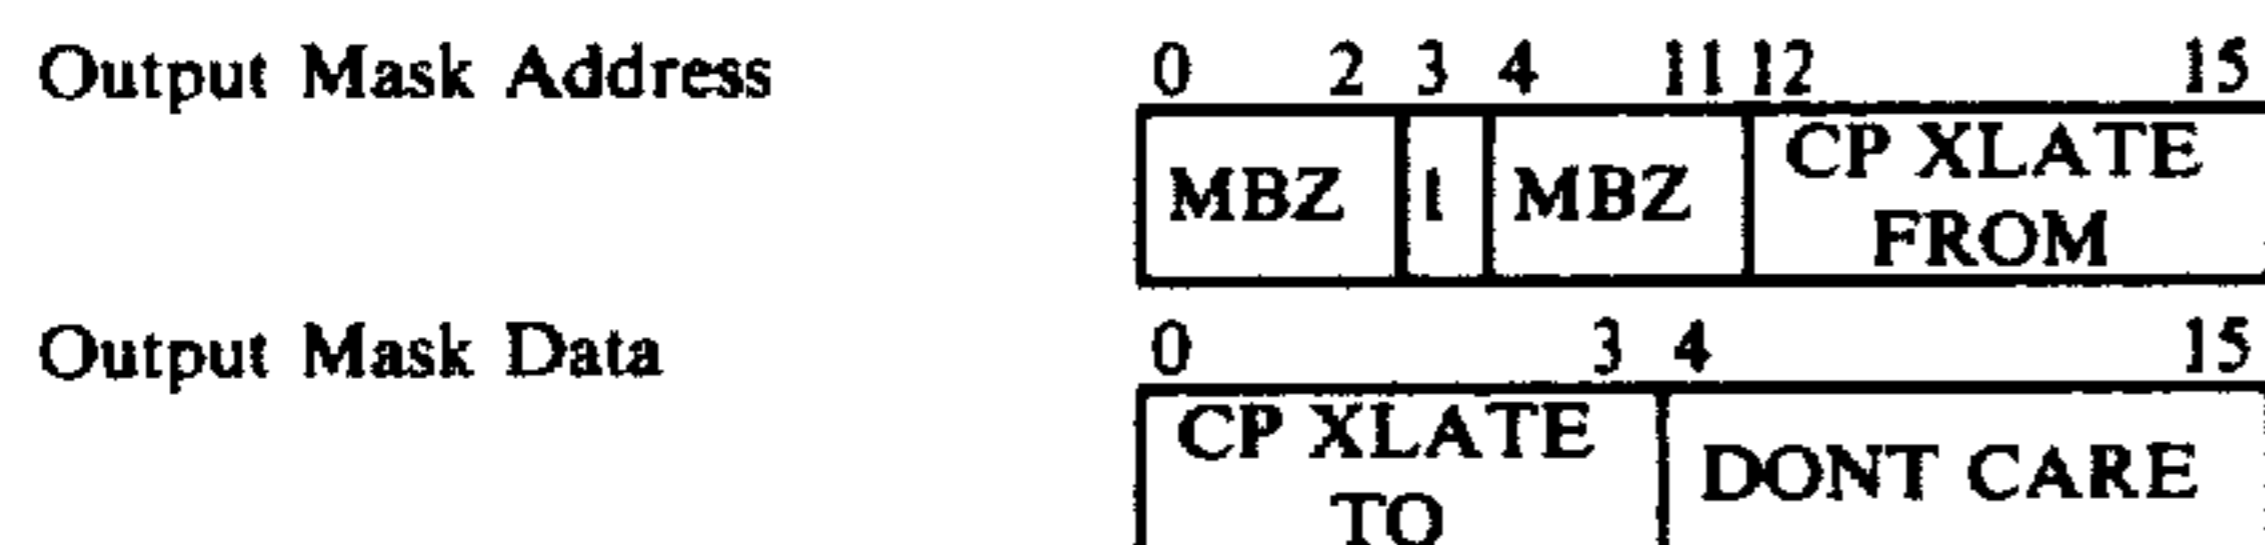 Output Mask Address 0 2 3 4 11 12 15
MBZ 1 MBZ CP XLATE
FROM
Output Mask Data 0 3 4 15
CP XLATE
TO DONT CARE